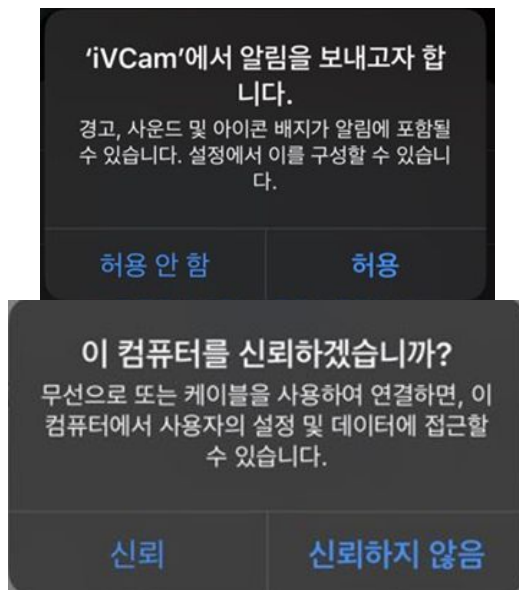 'iVCam'에서 알림을 보내고자 합
니다.
경고, 사운드 및 아이콘 배지가 알림에 포함될
수 있습니다. 설정에서 이를 구성할 수 있습니
다.
허용 안 함
허용
이 컴퓨터를 신뢰하겠습니까?
무선으로 또는 케이블을 사용하여 연결하면, 이
컴퓨터에서 사용자의 설정 및 데이터에 접근할
수 있습니다.
신뢰
신뢰하지 않음